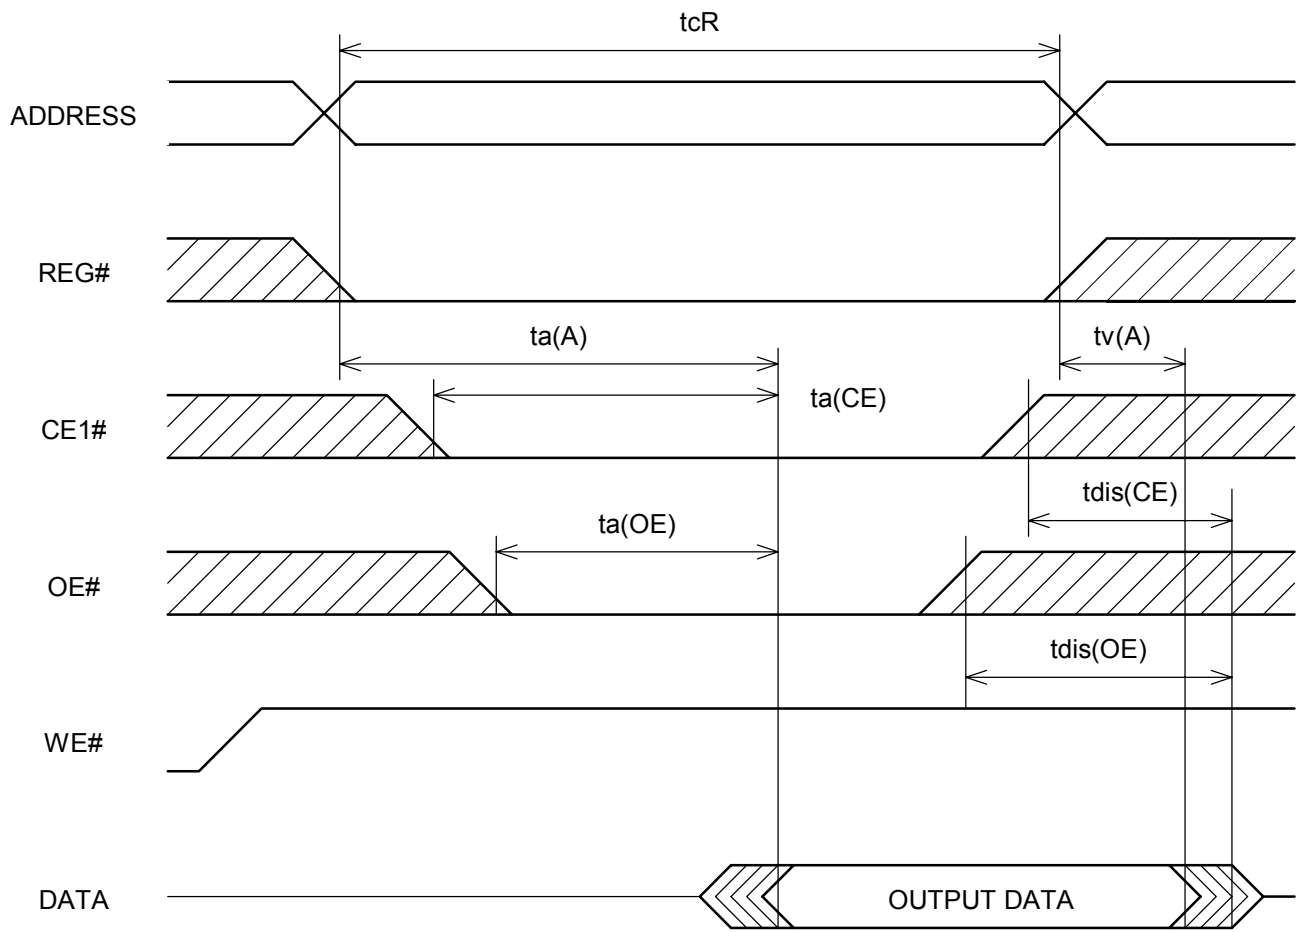 tcR
ADDRESS
REG#
ta(A)
tv(A)
ta(CE)
CE1#
tdis(CE)
ta(OE)
OE#
tdis(OE)
WE#
DATA
OUTPUT DATA